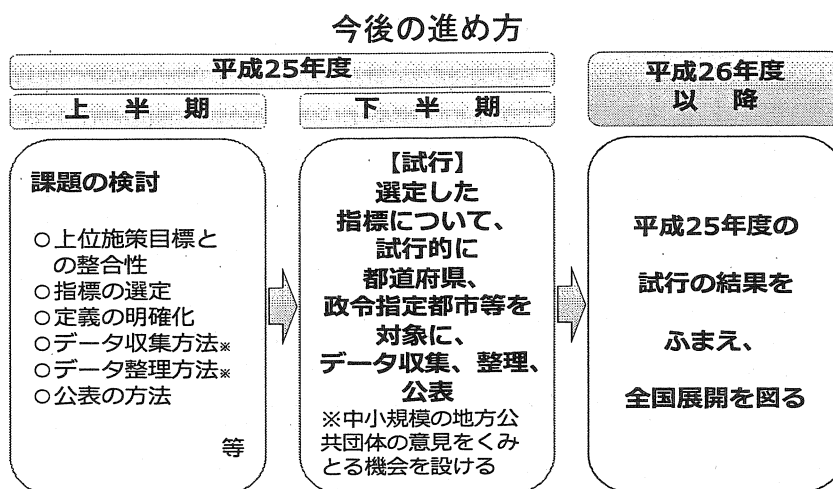 今後の進め方
平成25年度
上 半 期
下 半 期
平成26年度
以 降
課題の検討
○上位施策目標と
の整合性
○指標の選定
○定義の明確化
○データ収集方法※
○データ整理方法※
○公表の方法
等
【試行】
選定した
指標について、
試行的に
都道府県、
政令指定都市等を
対象に、
データ収集、整理、
公表
※中小規模の地方公
共団体の意見をくみ
とる機会を設ける
平成25年度の
試行の結果を
ふまえ、
全国展開を図る